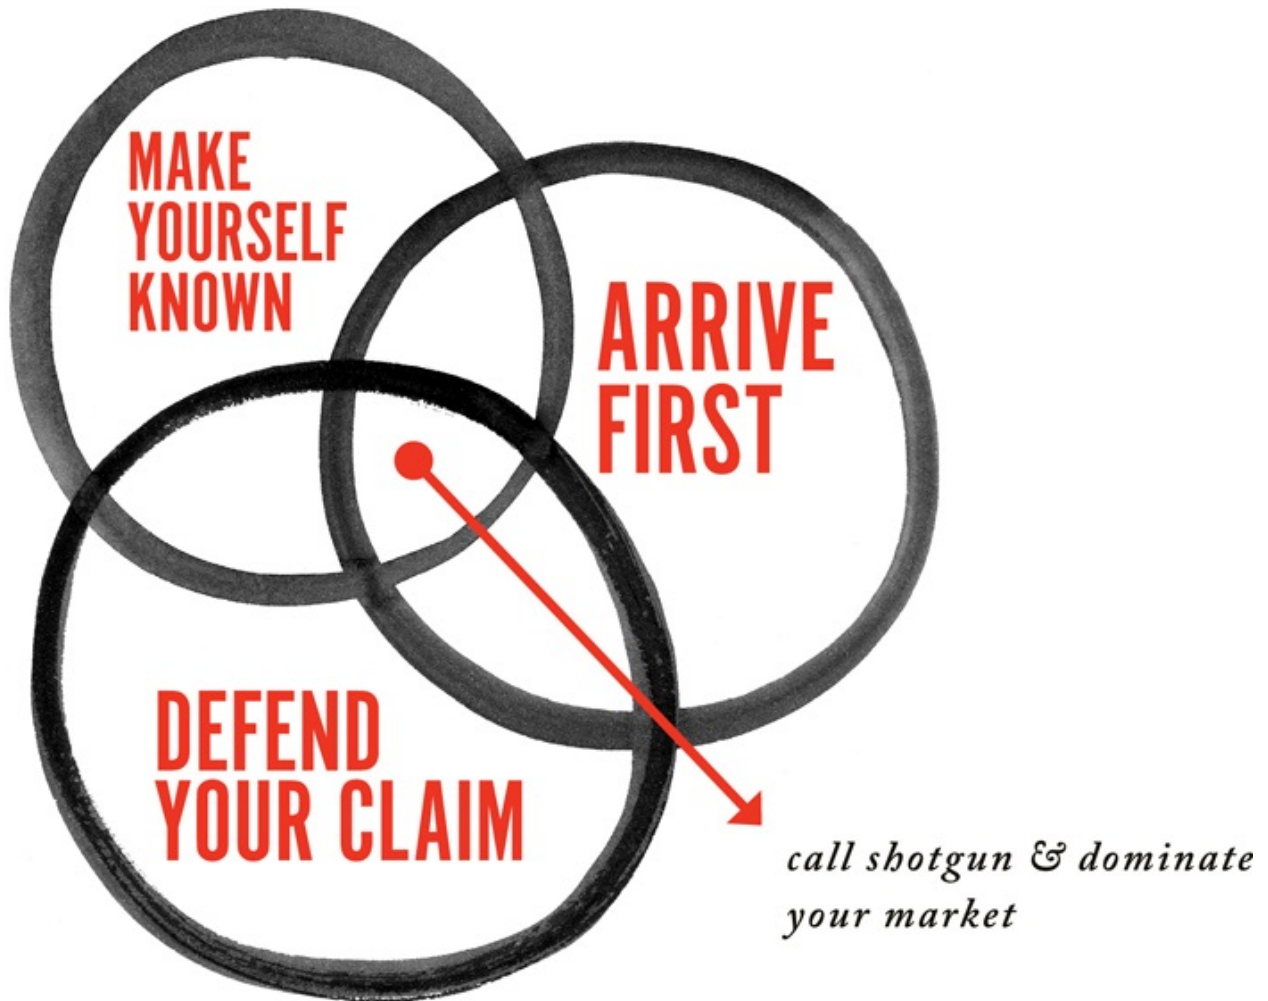 MAKE
YOURSELF
KNOWN
ARRIVE
FIRST
DEFEND
YOUR CLAIM
call shotgun & dominate
your market